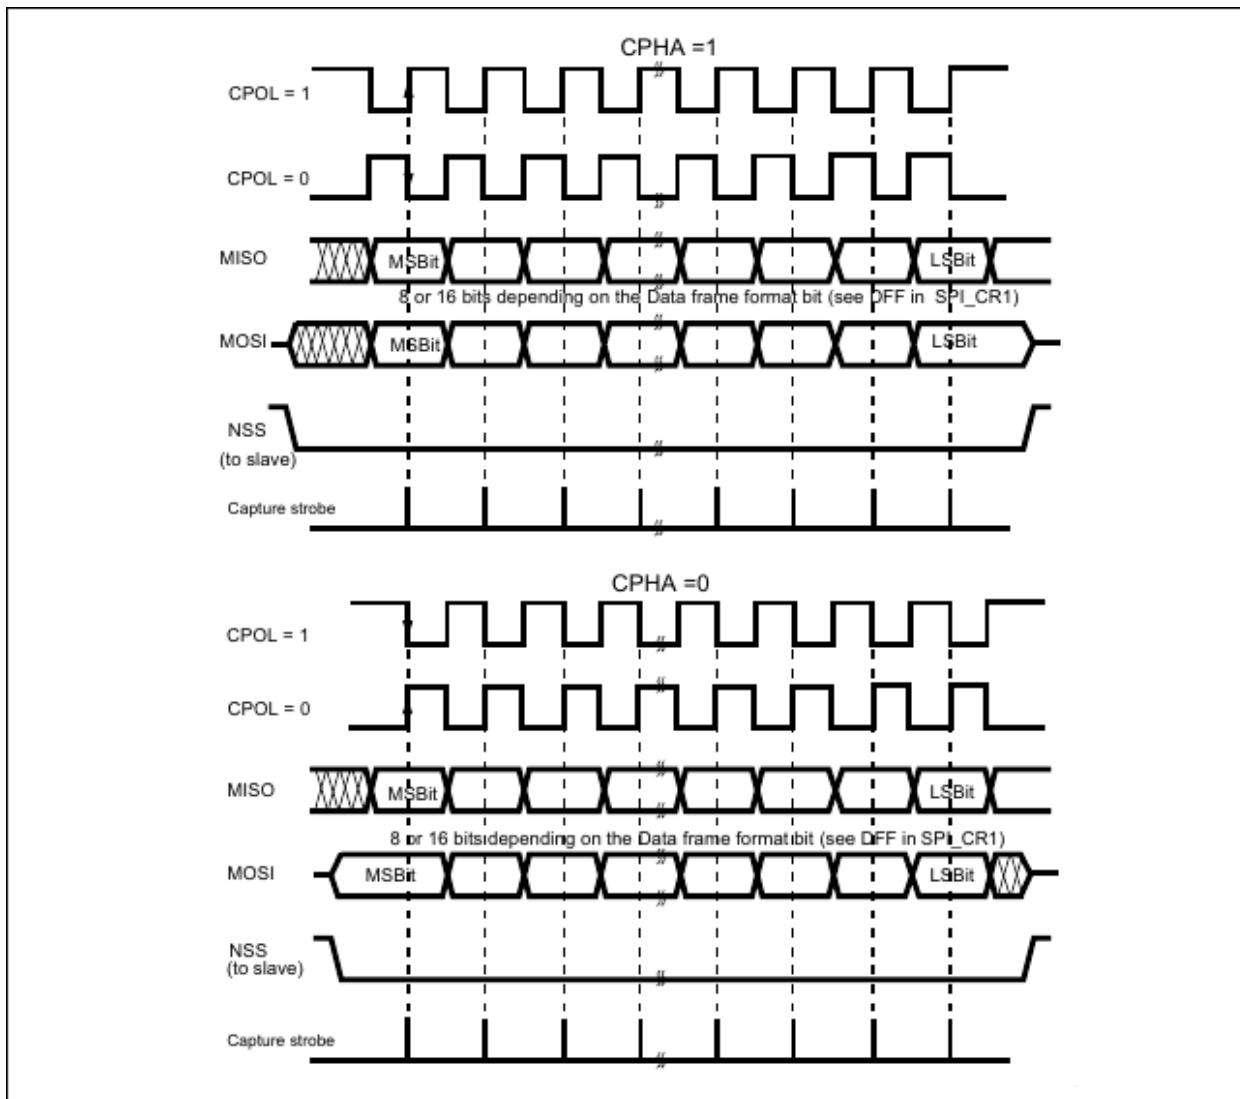 CPHA =1
CPOL = 1
CPOL = 0
MISO
MSBit
LSBit
8 or 16 bits depending on the Data frame format bit (see DFF in SPI_CR1)
MOSI
MSBit
LSBit
NSS
(to slave)
Capture strobe
CPHA =0
CPOL = 1
CPOL = 0
MISO
MSBit
LSBit
8 or 16 bits depending on the Data frame format bit (see DFF in SPI_CR1)
MOSI
MSBit
LSBit
NSS
(to slave)
Capture strobe